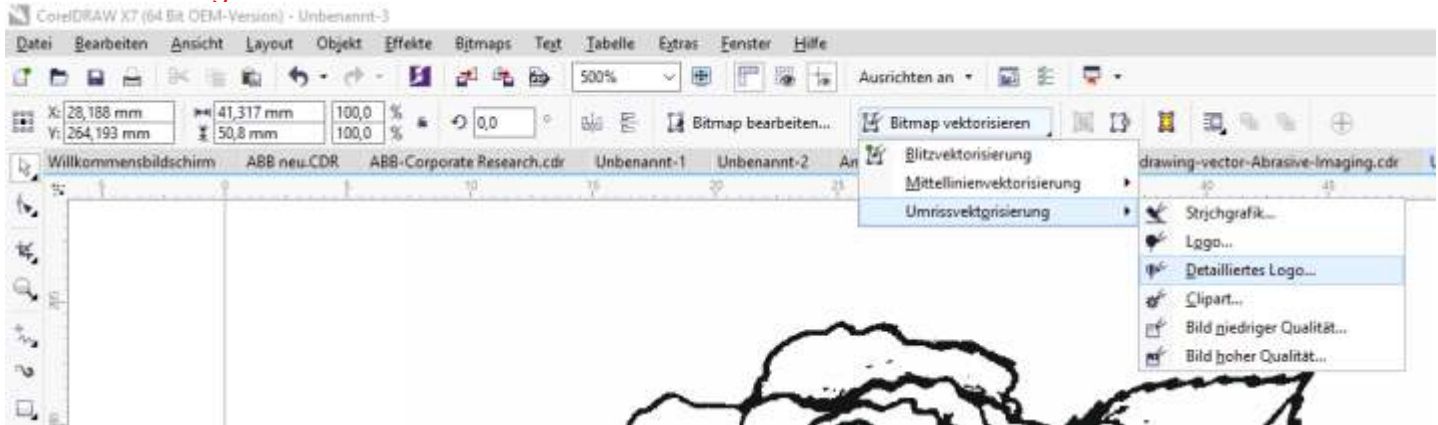 CorelDRAW X7 (64 Bit OEM-Version) - Unbenannt-3
Datei Bearbeiten Ansicht Layout Objekt Effekte Bitmaps Text Tabelle Extras Fenster Hilfe
500% Ausrichten an
X: 28,188 mm 41,317 mm 100,0 %
Y: 264,193 mm 50,8 mm 100,0 %
0,0 ° Bitmap bearbeiten... Bitmap vektorisieren
Willkommensbildschirm ABB neu.CDR ABB-Corporate Research.cdr Unbenannt-1 Unbenannt-2 An drawing-vector-Abrasive-Imaging.cdr
Blitzvektorisierung
Mittellinienvektorisierung
Umrissvektorisierung
Strichgrafik...
Logo...
Detailliertes Logo...
Clipart...
Bild niedriger Qualität...
Bild hoher Qualität...